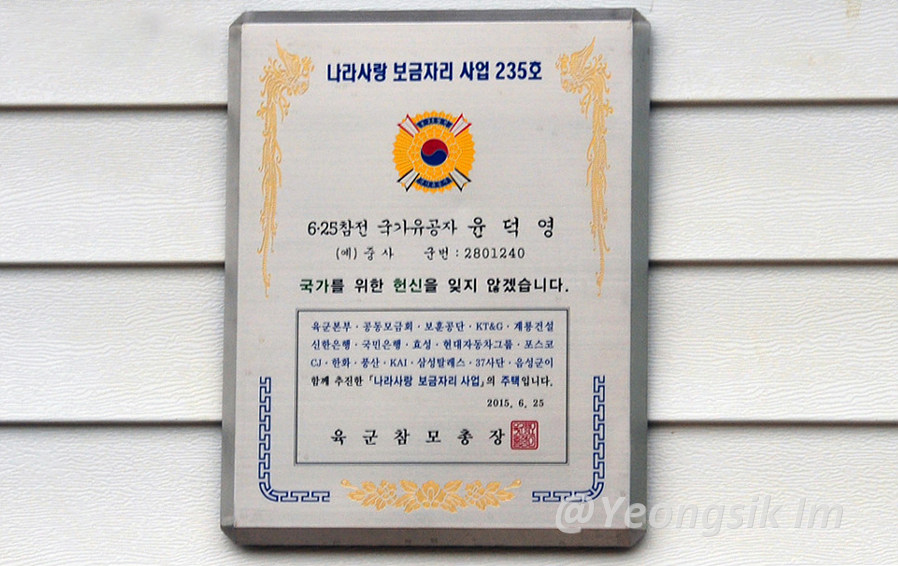 나라사랑 보금자리 사업 235호
6·25참전 국가유공자 윤덕영
(예) 중사 군번 : 2801240
국가를 위한 헌신을 잊지 않겠습니다.
육군본부 · 공동모금회 · 보훈공단 · KT&G · 계룡건설
신한은행 · 국민은행 · 효성 · 현대자동차그룹 · 포스코
CJ · 한화 · 풍산 · KAI · 삼성탈레스 · 37사단 · 음성군이
함께 추진한 「나라사랑 보금자리 사업」의 주택입니다.
2015. 6. 25
육군참모총장
@Yeongsik Im